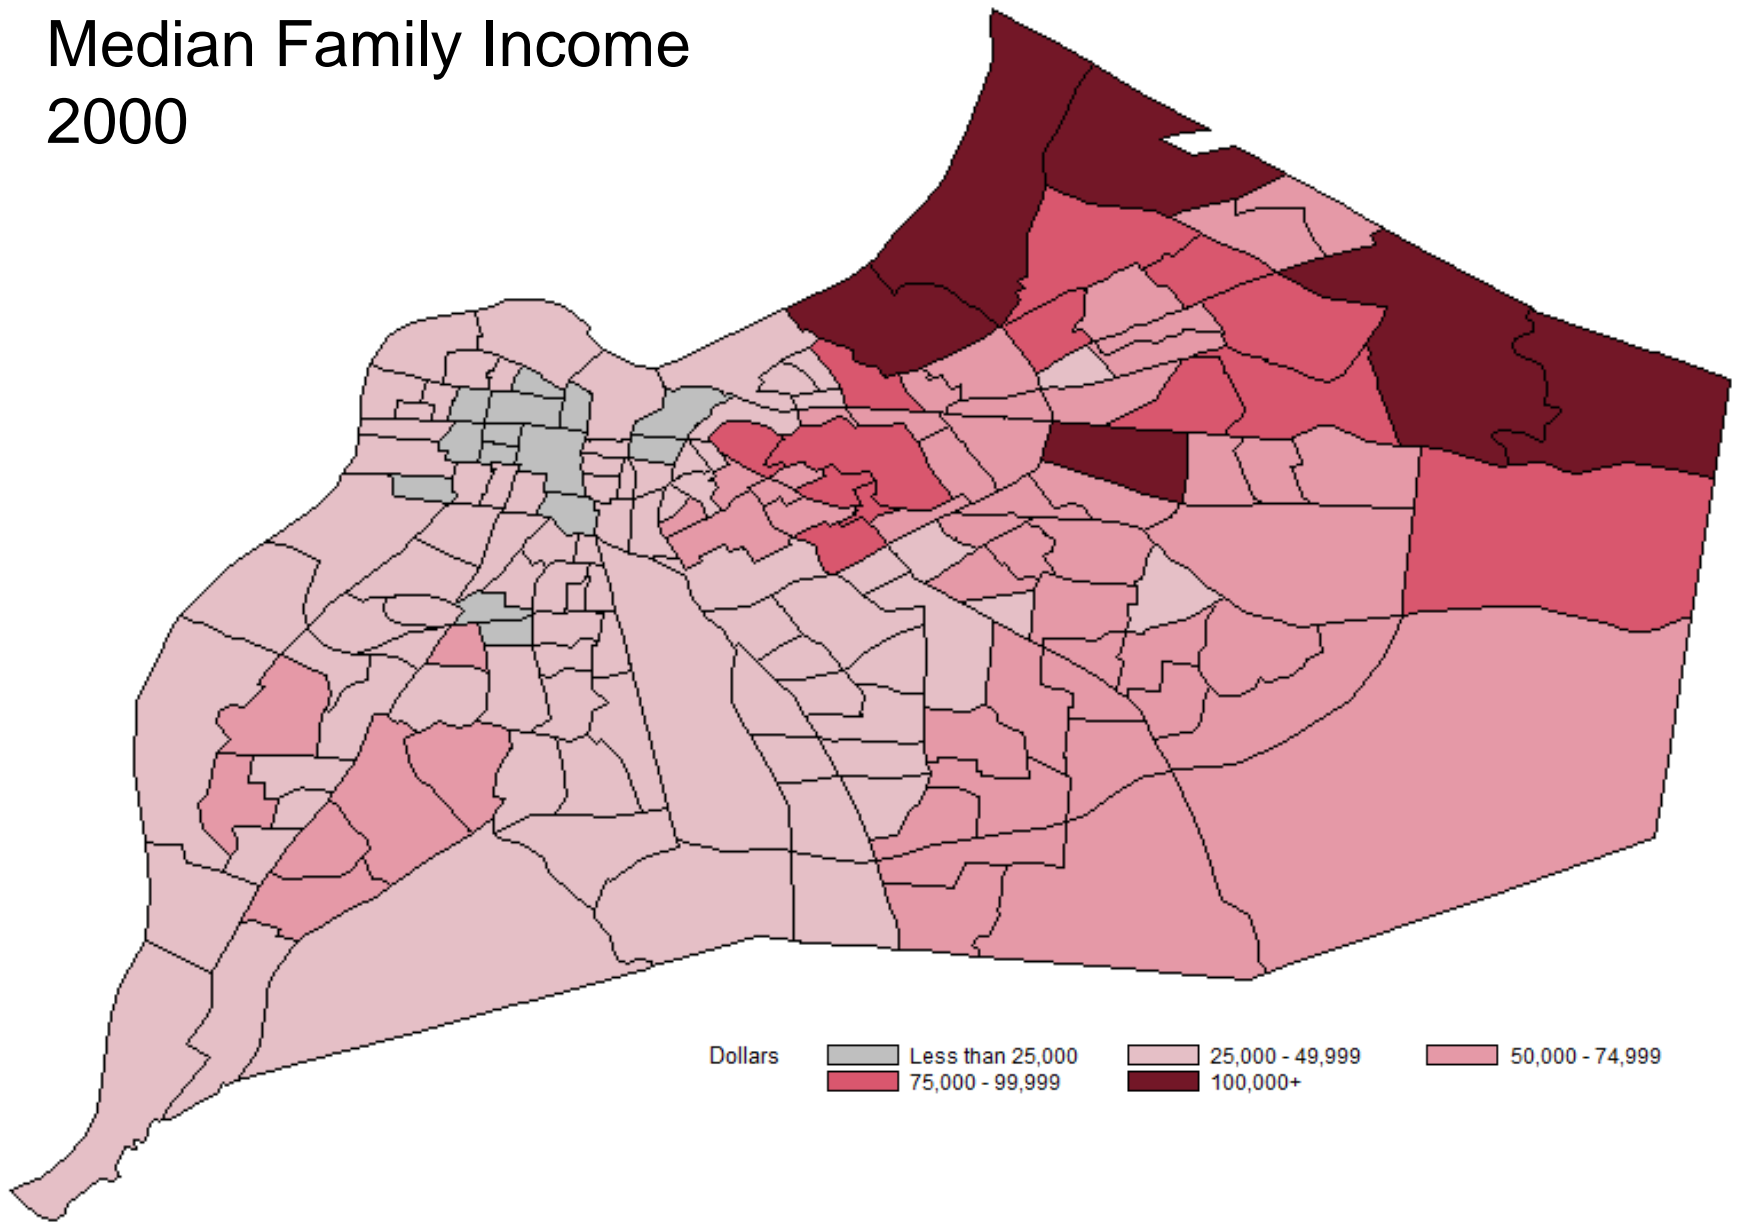 Median Family Income
2000
Dollars Less than 25,000 25,000 - 49,999 50,000 - 74,999
75,000 - 99,999 100,000+